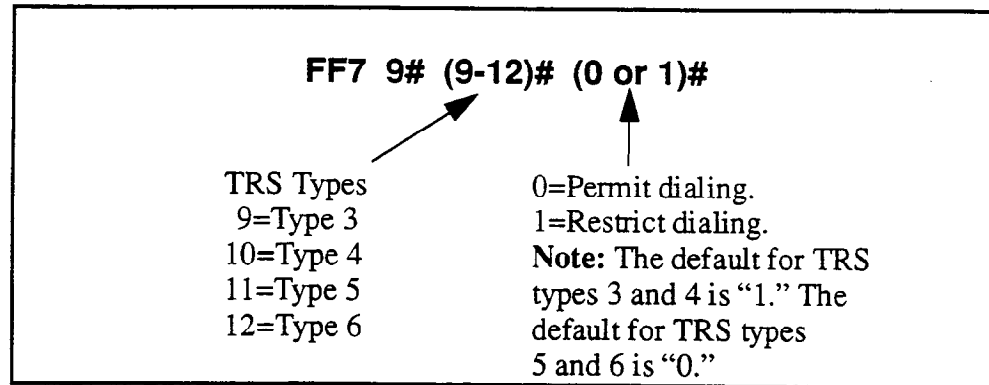 FF7 9# (9-12)# (0 or 1)#
TRS Types
9=Type 3
10=Type 4
11=Type 5
12=Type 6
0=Permit dialing.
1=Restrict dialing.
Note: The default for TRS
types 3 and 4 is “1.” The
default for TRS types
5 and 6 is “0.”